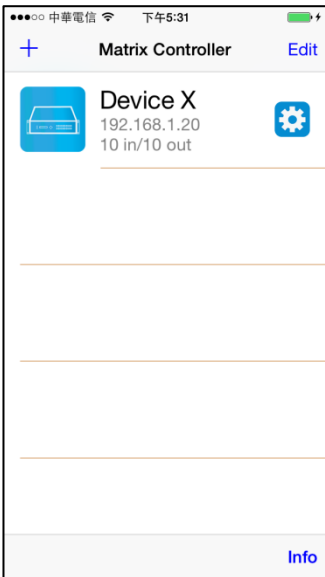 中華電信 下午5:31
+ Matrix Controller Edit
Device X
192.168.1.20
10 in/10 out
Info